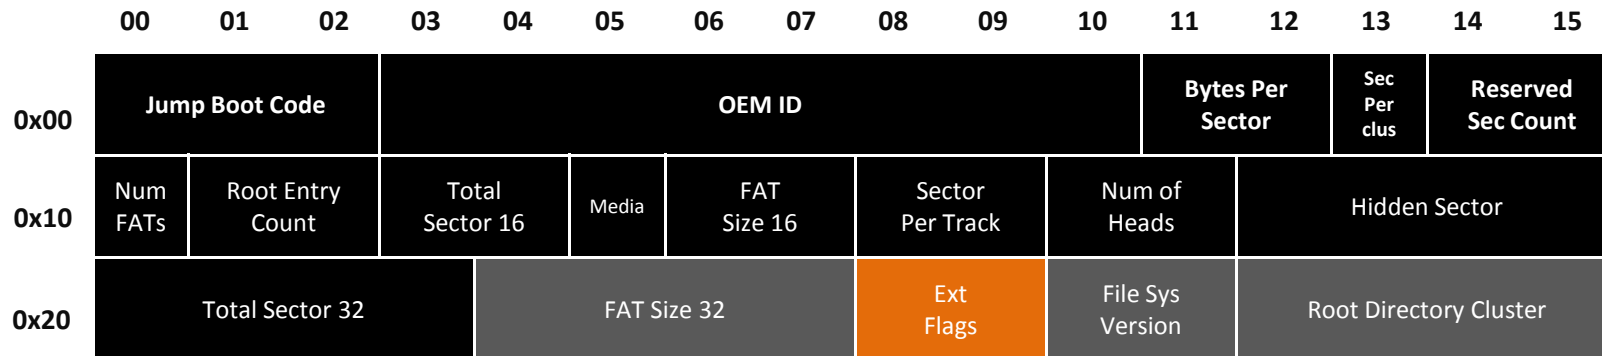 00 01 02 03 04 05 06 07 08 09 10 11 12 13 14 15
0x00
Jump Boot Code
OEM ID
Bytes Per
Sector
Sec
Per
clus
Reserved
Sec Count
0x10
Num
FATs
Root Entry
Count
Total
Sector 16
Media
FAT
Size 16
Sector
Per Track
Num of
Heads
Hidden Sector
0x20
Total Sector 32
FAT Size 32
Ext
Flags
File Sys
Version
Root Directory Cluster